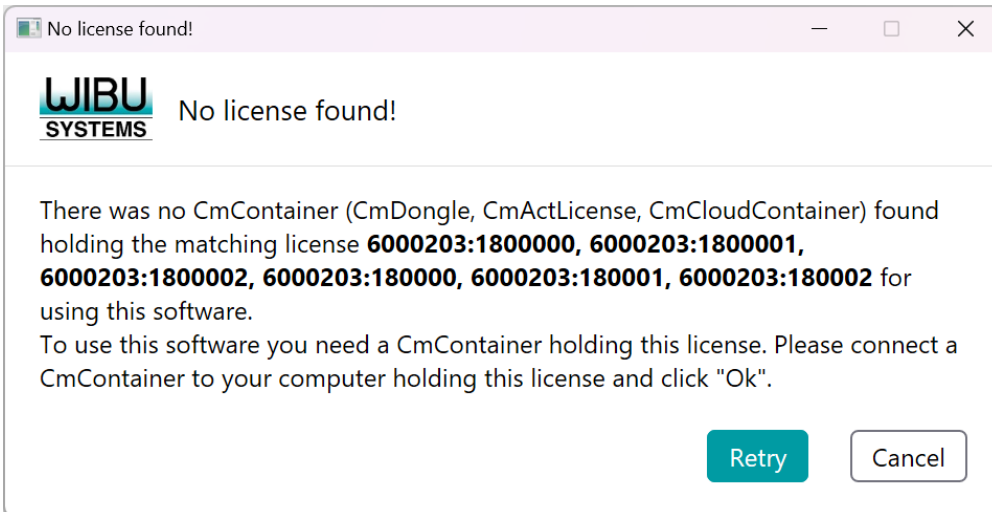 No license found!
WIBU
SYSTEMS
No license found!
There was no CmContainer (CmDongle, CmActLicense, CmCloudContainer) found
holding the matching license 6000203:1800000, 6000203:1800001,
6000203:1800002, 6000203:180000, 6000203:180001, 6000203:180002 for
using this software.
To use this software you need a CmContainer holding this license. Please connect a
CmContainer to your computer holding this license and click "Ok".
Retry
Cancel